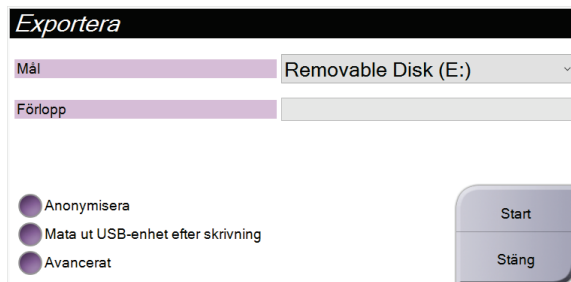 Exportera
Mål
Removable Disk (E:)
Förlopp
Anonymisera
Mata ut USB-enhet efter skrivning
Avancerat
Start
Stäng